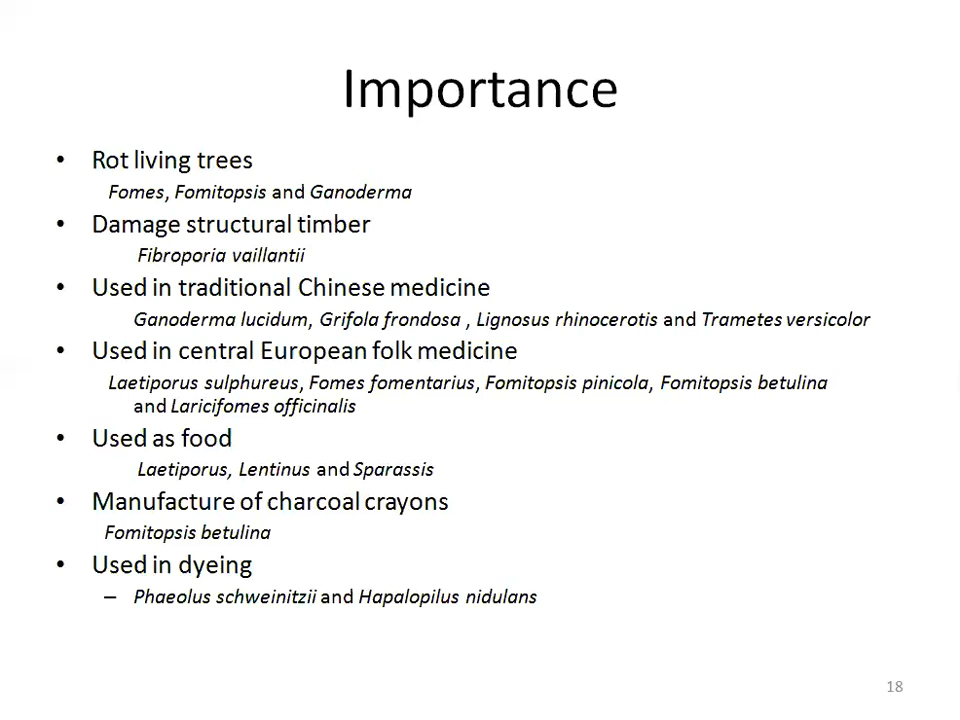 Importance
• Rot living trees
Fomes, Fomitopsis and Ganoderma
• Damage structural timber
Fibroporia vaillantii
• Used in traditional Chinese medicine
Ganoderma lucidum, Grifola frondosa , Lignosus rhinocerotis and Trametes versicolor
• Used in central European folk medicine
Laetiporus sulphureus, Fomes fomentarius, Fomitopsis pinicola, Fomitopsis betulina
and Laricifomes officinalis
• Used as food
Laetiporus, Lentinus and Sparassis
• Manufacture of charcoal crayons
Fomitopsis betulina
• Used in dyeing
– Phaeolus schweinitzii and Hapalopilus nidulans
18